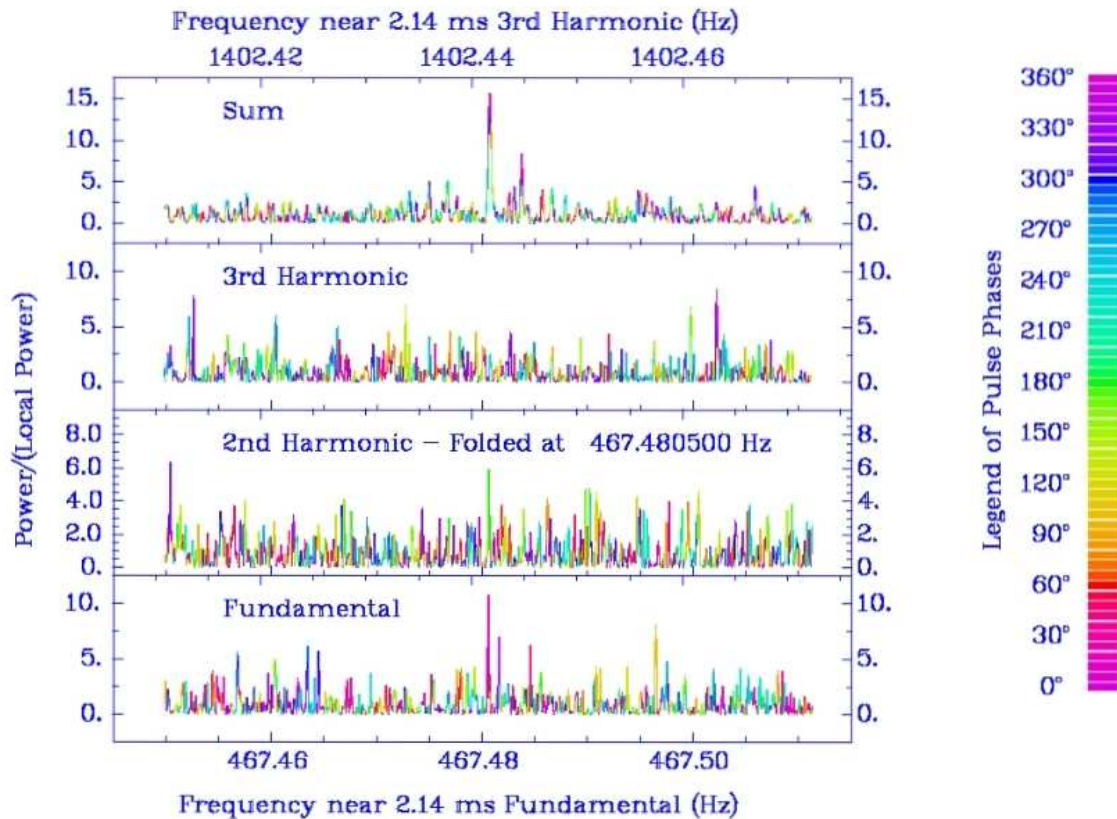 Frequency near 2.14 ms 3rd Harmonic (Hz)
1402.42 1402.44 1402.46
15. Sum 15.
10. 10.
5. 5.
0. 0.
10. 3rd Harmonic 10.
5. 5.
0. 0.
8.0 2nd Harmonic – Folded at 467.480500 Hz 8.
6.0 6.
4.0 4.
2.0 2.
0. 0.
10. Fundamental 10.
5. 5.
0. 0.
467.46 467.48 467.50
Frequency near 2.14 ms Fundamental (Hz)
Power/(Local Power)
Legend of Pulse Phases
360°
330°
300°
270°
240°
210°
180°
150°
120°
90°
60°
30°
0°